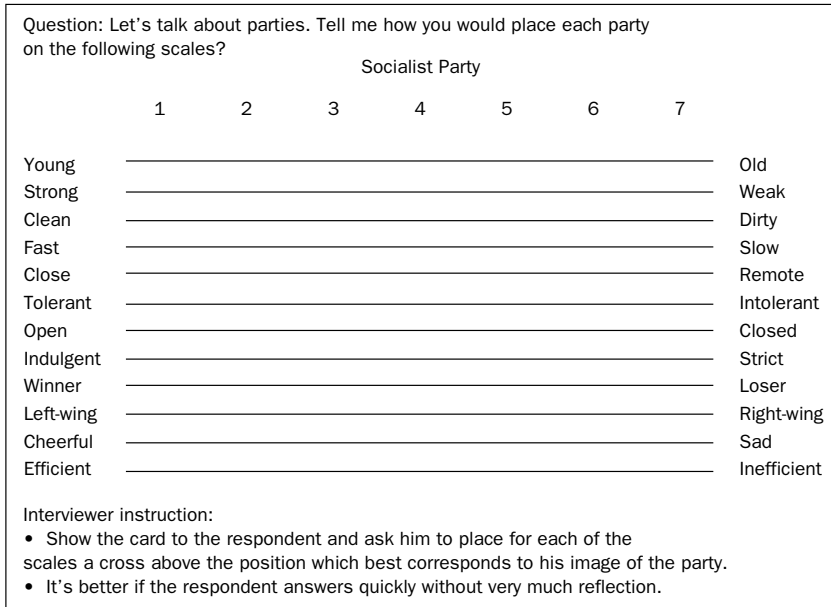 Question: Let's talk about parties. Tell me how you would place each party
on the following scales?
Socialist Party
1 2 3 4 5 6 7
Young Old
Strong Weak
Clean Dirty
Fast Slow
Close Remote
Tolerant Intolerant
Open Closed
Indulgent Strict
Winner Loser
Left-wing Right-wing
Cheerful Sad
Efficient Inefficient
Interviewer instruction:
• Show the card to the respondent and ask him to place for each of the
scales a cross above the position which best corresponds to his image of the party.
• It's better if the respondent answers quickly without very much reflection.